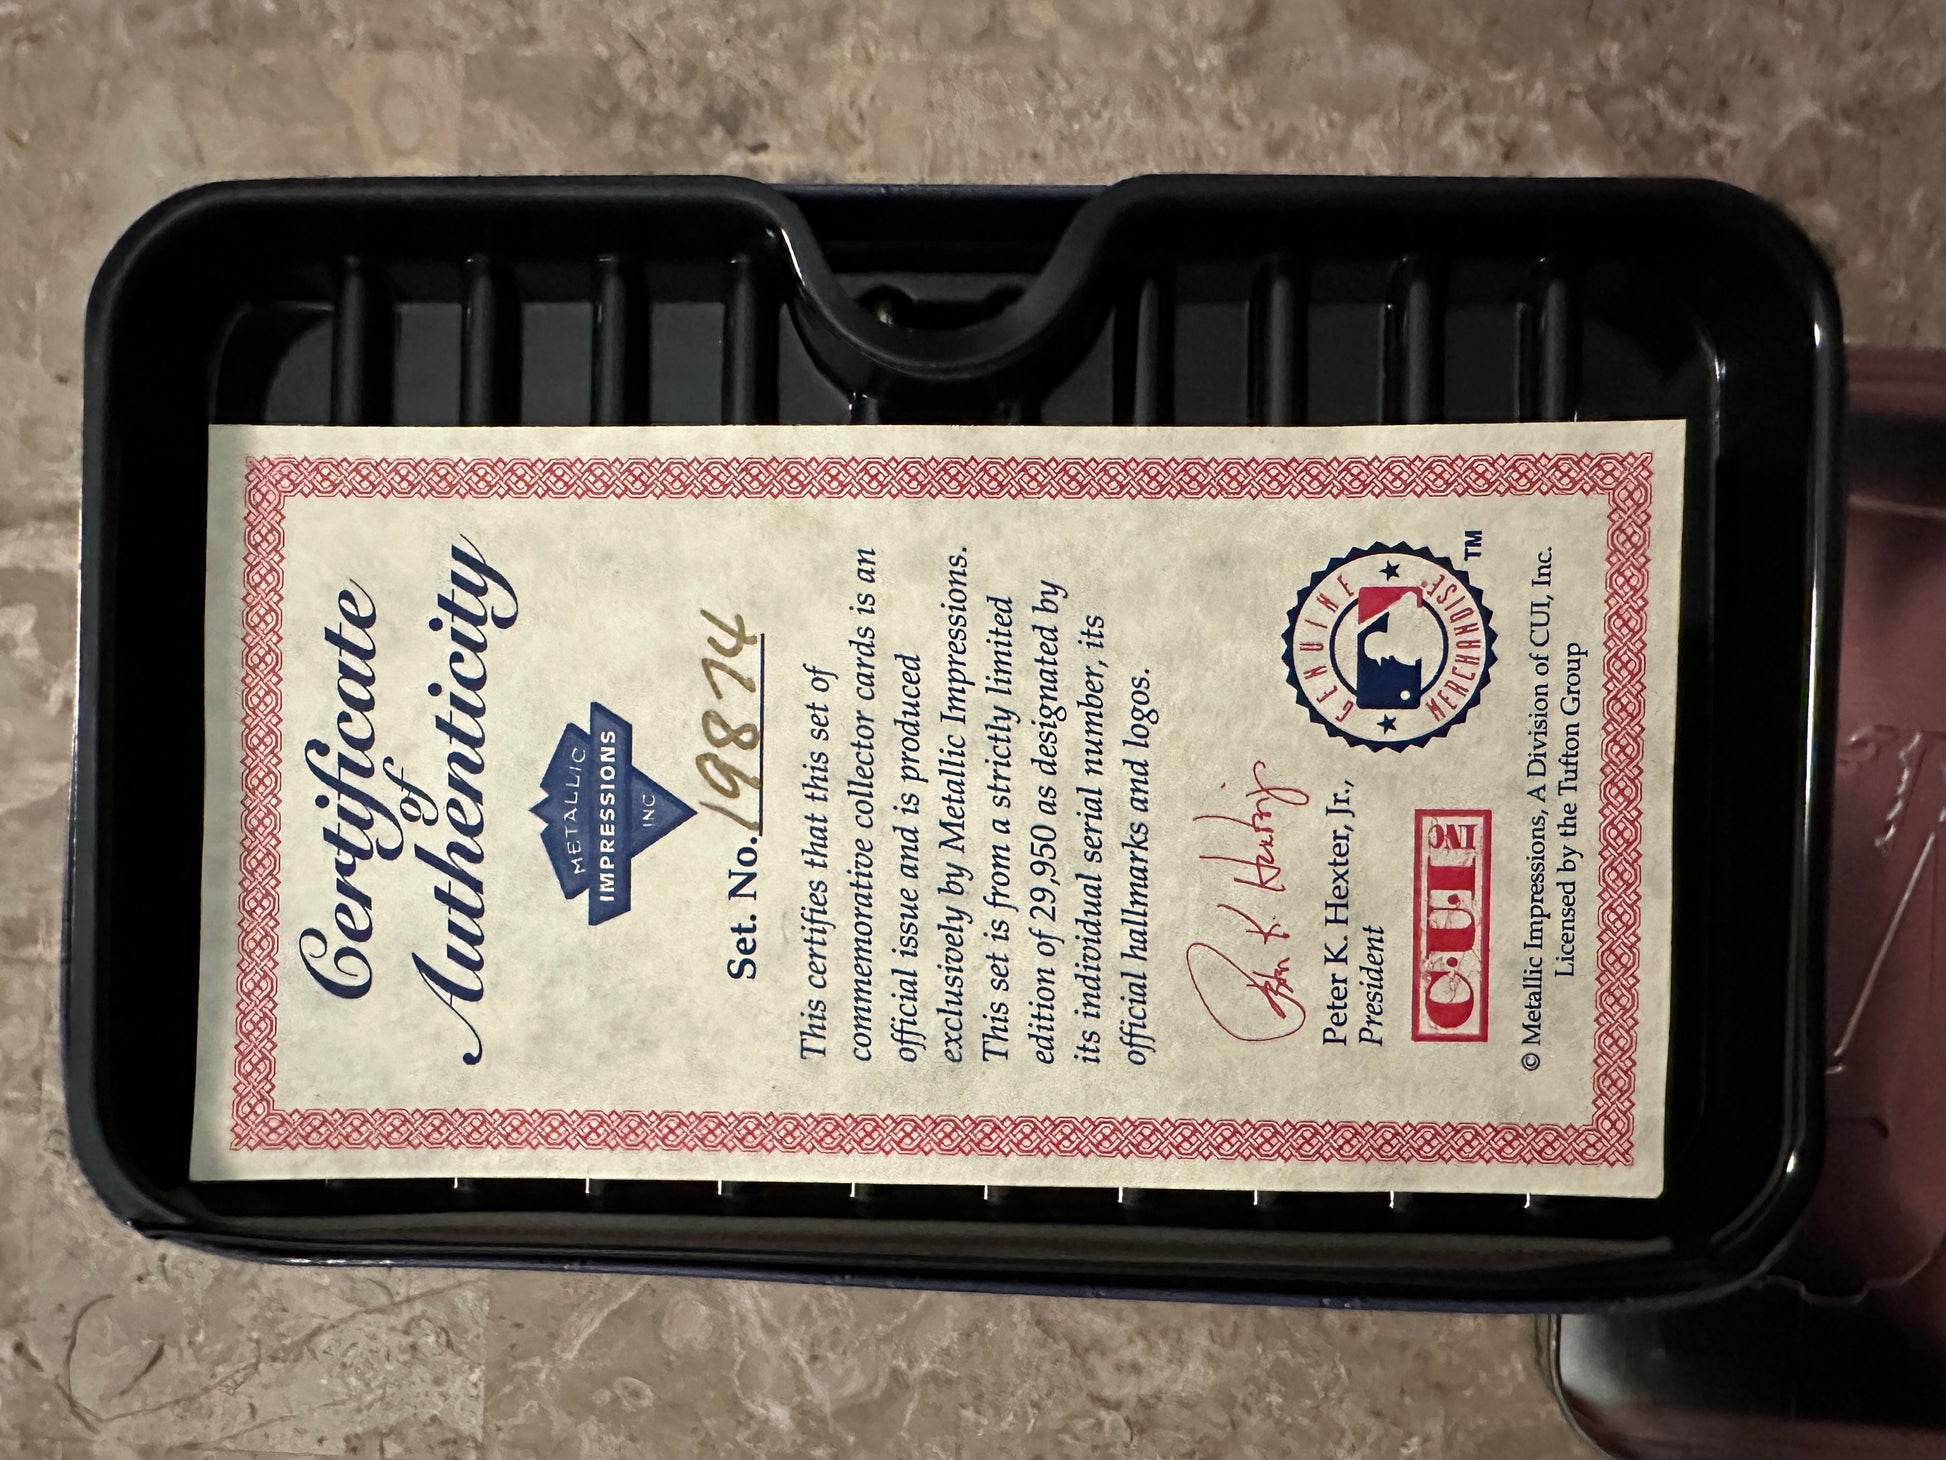 Certificate
of
Authenticity
METALLIC
IMPRESSIONS
INC
Set. No. 19874
This certifies that this set of
commemorative collector cards is an
official issue and is produced
exclusively by Metallic Impressions.
This set is from a strictly limited
edition of 29,950 as designated by
its individual serial number, its
official hallmarks and logos.
Peter K. Hexter, Jr.
Peter K. Hexter, Jr.,
President
C.U.I. INC
GENUINE MERCHANDISE ® TM
© Metallic Impressions, A Division of CUI, Inc.
Licensed by the Tufton Group